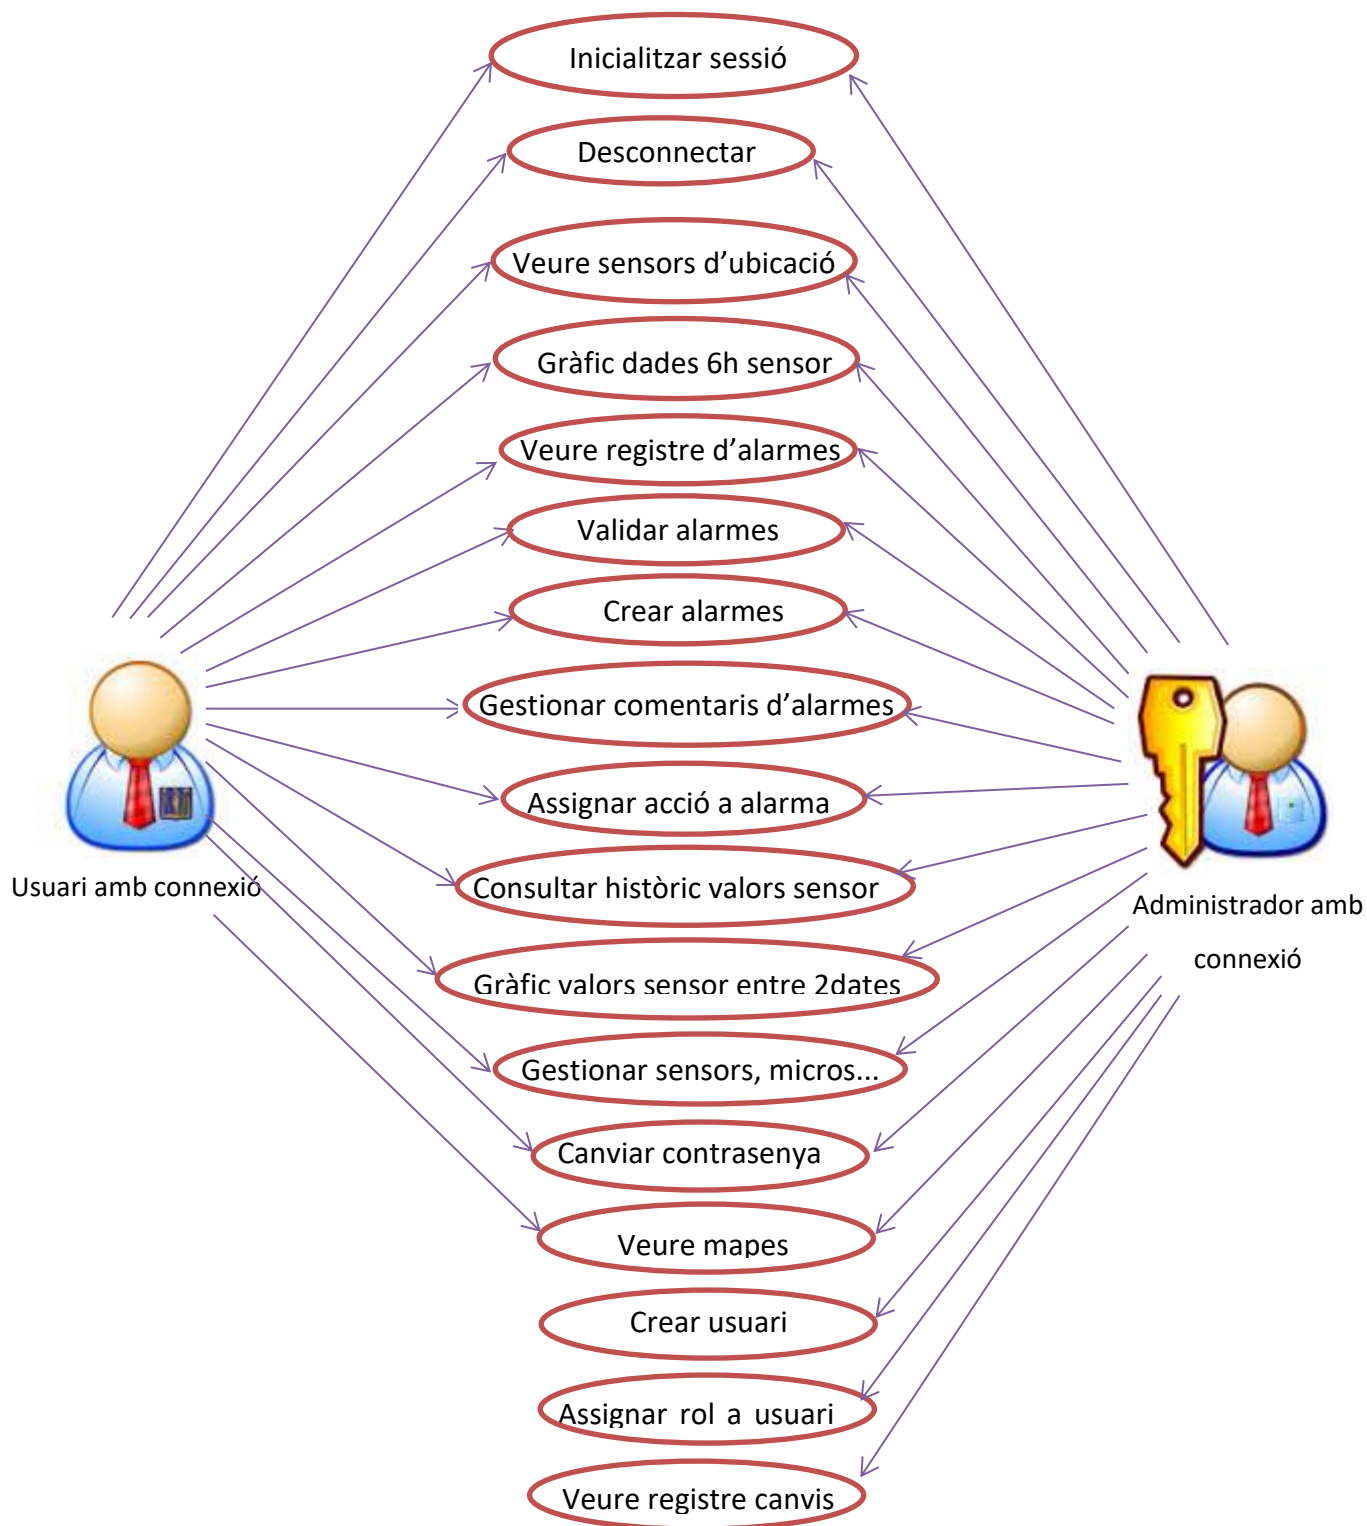 Inicialitzar sessió
Desconnectar
Veure sensors d’ubicació
Gràfic dades 6h sensor
Veure registre d’alarmes
Validar alarmes
Crear alarmes
Gestionar comentaris d’alarmes
Assignar acció a alarma
Consultar històric valors sensor
Gràfic valors sensor entre 2dates
Gestionar sensors, micros...
Canviar contrasenya
Veure mapes
Crear usuari
Assignar rol a usuari
Veure registre canvis
Usuari amb connexió
Administrador amb
connexió